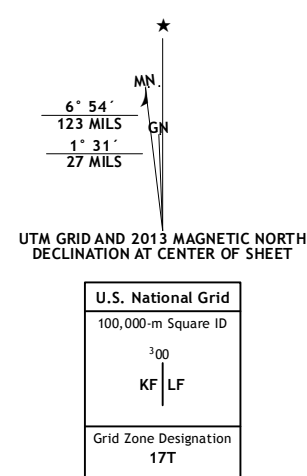 ★
MN
6° 54´
123 MILS
GN
1° 31´
27 MILS
UTM GRID AND 2013 MAGNETIC NORTH
DECLINATION AT CENTER OF SHEET
U.S. National Grid
100,000-m Square ID
³00
KF LF
Grid Zone Designation
17T